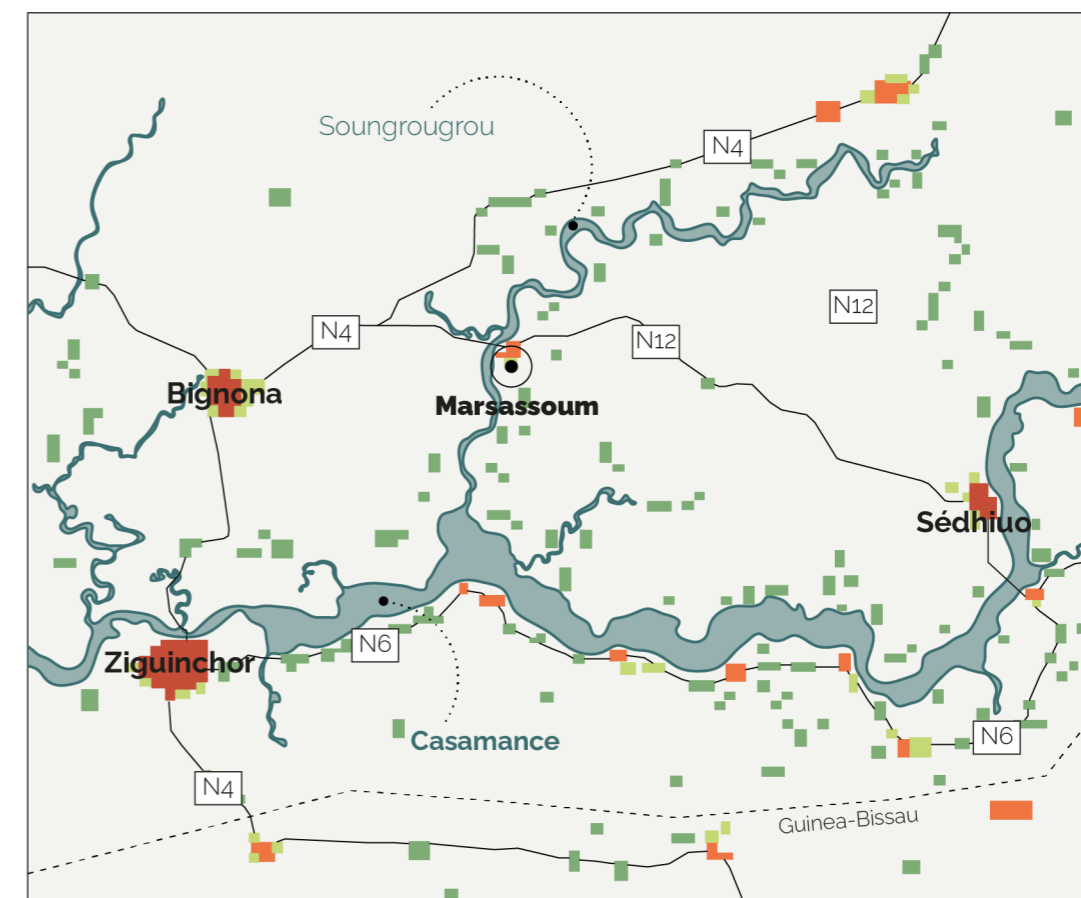 Soungrougrou
N4
N12
N4
N12
Bignona
Marsassoum
Sédhiuo
N6
Ziguinchor
Casamance
N6
N4
Guinea-Bissau